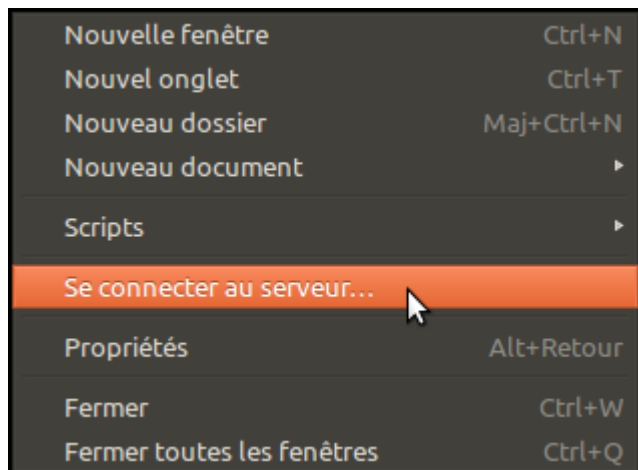 Nouvelle fenêtre Ctrl+N
Nouvel onglet Ctrl+T
Nouveau dossier Maj+Ctrl+N
Nouveau document
Scripts
Se connecter au serveur...
Propriétés Alt+Retour
Fermer Ctrl+W
Fermer toutes les fenêtres Ctrl+Q